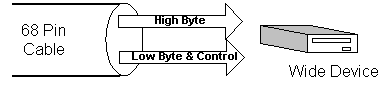 High Byte
68 Pin
Cable
Low Byte & Control
Wide Device